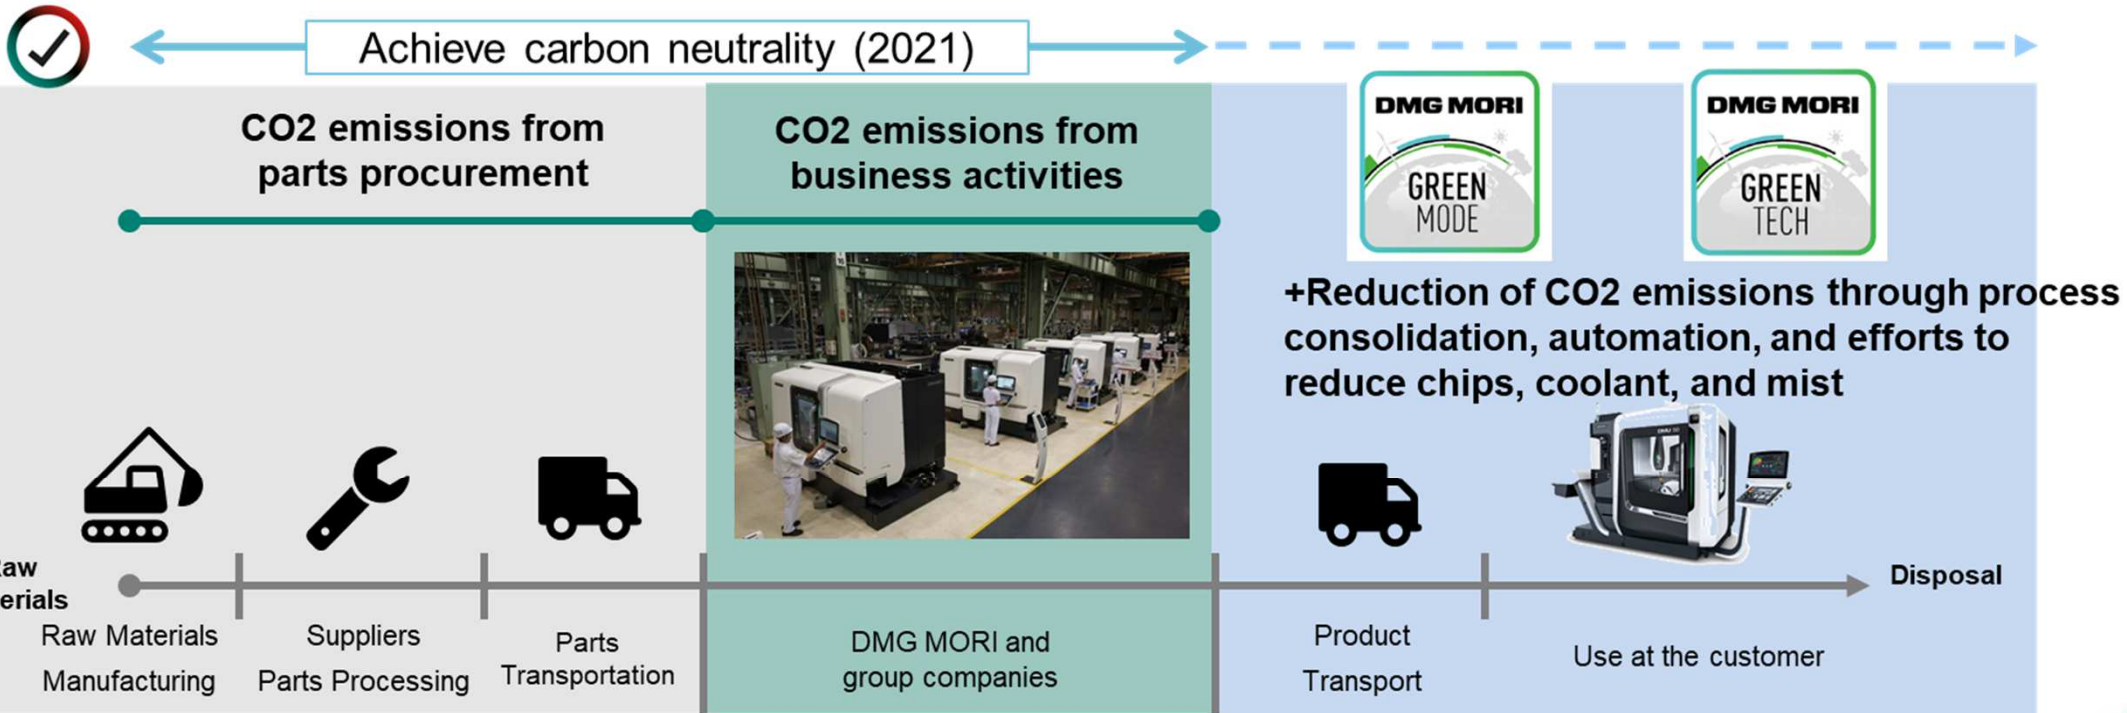 Achieve carbon neutrality (2021)
CO2 emissions from
parts procurement
CO2 emissions from
business activities
DMG MORI
GREEN
MODE
DMG MORI
GREEN
TECH
+Reduction of CO2 emissions through process
consolidation, automation, and efforts to
reduce chips, coolant, and mist
Disposal
Raw Materials
Manufacturing
Suppliers
Parts Processing
Parts
Transportation
DMG MORI and
group companies
Product
Transport
Use at the customer